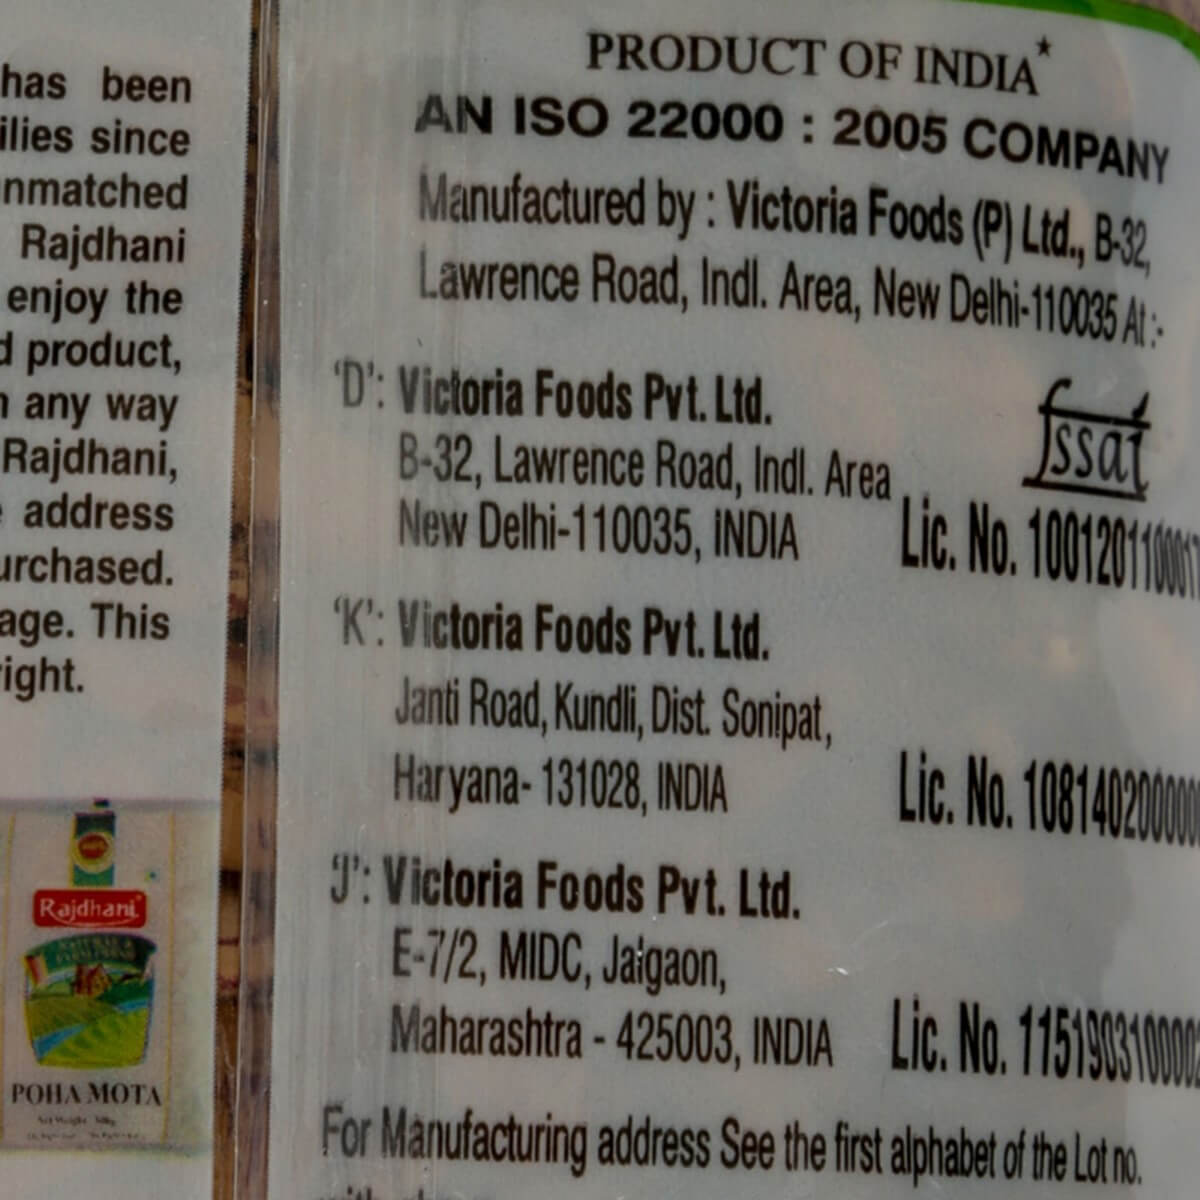 has been
ilies since
nmatched
Rajdhani
enjoy the
d product,
any way
Rajdhani,
address
urchased.
age. This
ight.
Rajdhani
POHA MOTA
PRODUCT OF INDIA*
AN ISO 22000 : 2005 COMPANY
Manufactured by : Victoria Foods (P) Ltd., B-32,
Lawrence Road, Indl. Area, New Delhi-110035 At :-
'D': Victoria Foods Pvt. Ltd.
B-32, Lawrence Road, Indl. Area
New Delhi-110035, INDIA
fssai
Lic. No. 1001201100017
'K': Victoria Foods Pvt. Ltd.
Janti Road, Kundli, Dist. Sonipat,
Haryana- 131028, INDIA
Lic. No. 1081402000000
'J': Victoria Foods Pvt. Ltd.
E-7/2, MIDC, Jalgaon,
Maharashtra - 425003, INDIA
Lic. No. 1151903100002
For Manufacturing address See the first alphabet of the Lot no.